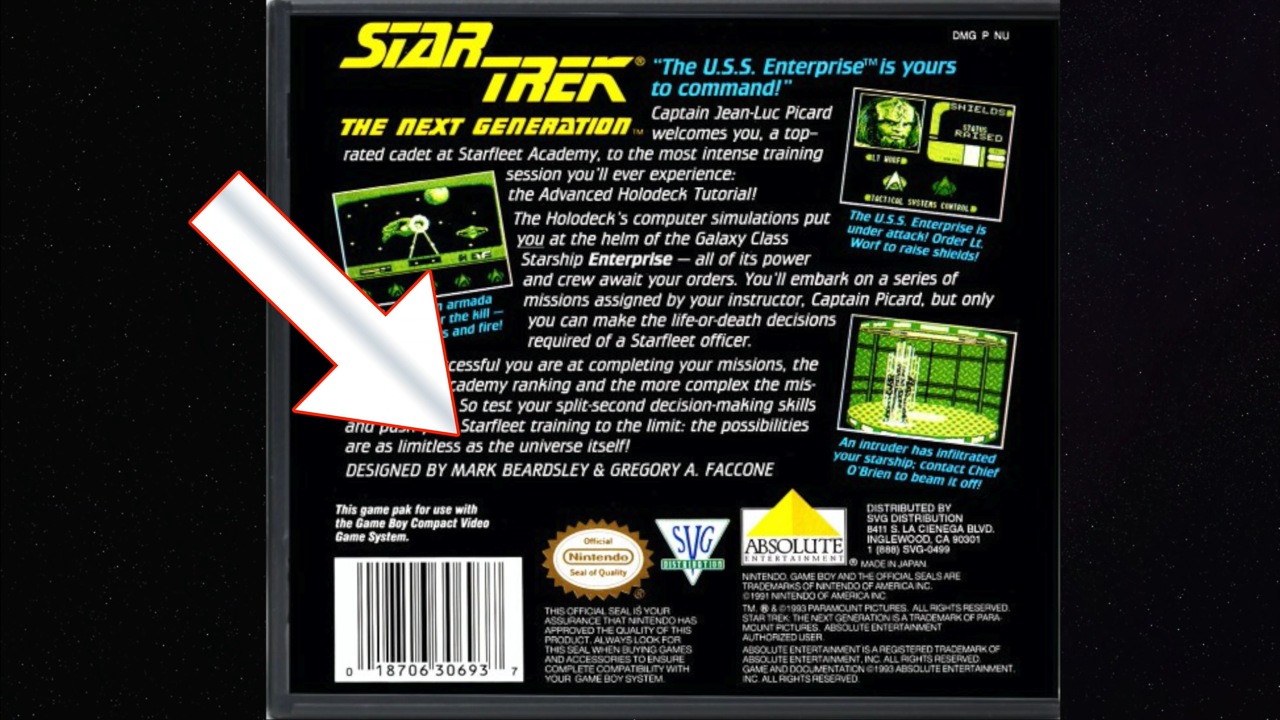 STAR
TREK®
THE NEXT GENERATION™
DMG P NU
"The U.S.S. Enterprise™ is yours
to command!"
Captain Jean-Luc Picard
welcomes you, a top-
rated cadet at Starfleet Academy, to the most intense training
session you'll ever experience:
the Advanced Holodeck Tutorial!
The Holodeck's computer simulations put
you at the helm of the Galaxy Class
Starship Enterprise — all of its power
and crew await your orders. You'll embark on a series of
missions assigned by your instructor, Captain Picard, but only
you can make the life-or-death decisions
required of a Starfleet officer.
armada
the kill —
and fire!
you are at completing your missions, the
ranking and the more complex the mis-
So test your split-second decision-making skills
and Starfleet training to the limit: the possibilities
are as limitless as the universe itself!
DESIGNED BY MARK BEARDSLEY & GREGORY A. FACCONE
SHIELDS
STATUS
RAISED
LT WORF
TACTICAL SYSTEMS CONTROL
The U.S.S. Enterprise is
under attack! Order Lt.
Worf to raise shields!
An intruder has infiltrated
your starship; contact Chief
O'Brien to beam it off!
This game pak for use with
the Game Boy Compact Video
Game System.
0 18706 30693 7
Official
Nintendo
Seal of Quality
®
THIS OFFICIAL SEAL IS YOUR
ASSURANCE THAT NINTENDO HAS
APPROVED THE QUALITY OF THIS
PRODUCT. ALWAYS LOOK FOR
THIS SEAL WHEN BUYING GAMES
AND ACCESSORIES TO ENSURE
COMPLETE COMPATIBILITY WITH
YOUR GAME BOY SYSTEM.
SVG
DISTRIBUTION
ABSOLUTE
ENTERTAINMENT®
DISTRIBUTED BY
SVG DISTRIBUTION
8411 S. LA CIENEGA BLVD.
INGLEWOOD, CA 90301
1 (888) SVG-0499
MADE IN JAPAN.
NINTENDO, GAME BOY AND THE OFFICIAL SEALS ARE
TRADEMARKS OF NINTENDO OF AMERICA INC.
©1991 NINTENDO OF AMERICA INC.
TM, ® & ©1993 PARAMOUNT PICTURES. ALL RIGHTS RESERVED.
STAR TREK: THE NEXT GENERATION IS A TRADEMARK OF PARA-
MOUNT PICTURES. ABSOLUTE ENTERTAINMENT
AUTHORIZED USER.
ABSOLUTE ENTERTAINMENT IS A REGISTERED TRADEMARK OF
ABSOLUTE ENTERTAINMENT, INC. ALL RIGHTS RESERVED.
GAME AND DOCUMENTATION ©1993 ABSOLUTE ENTERTAINMENT,
INC. ALL RIGHTS RESERVED.